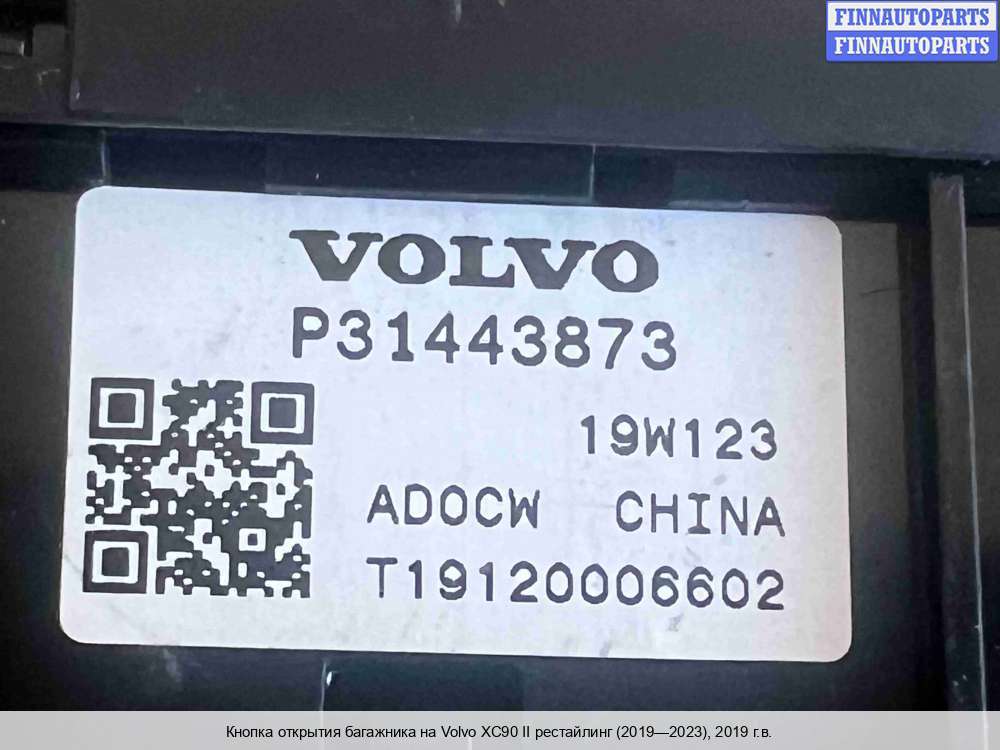 FINNAUTOPARTS
FINNAUTOPARTS
VOLVO
P31443873
19W123
ADOCW CHINA
T19120006602
Кнопка открытия багажника на Volvo XC90 II рестайлинг (2019—2023), 2019 г.в.